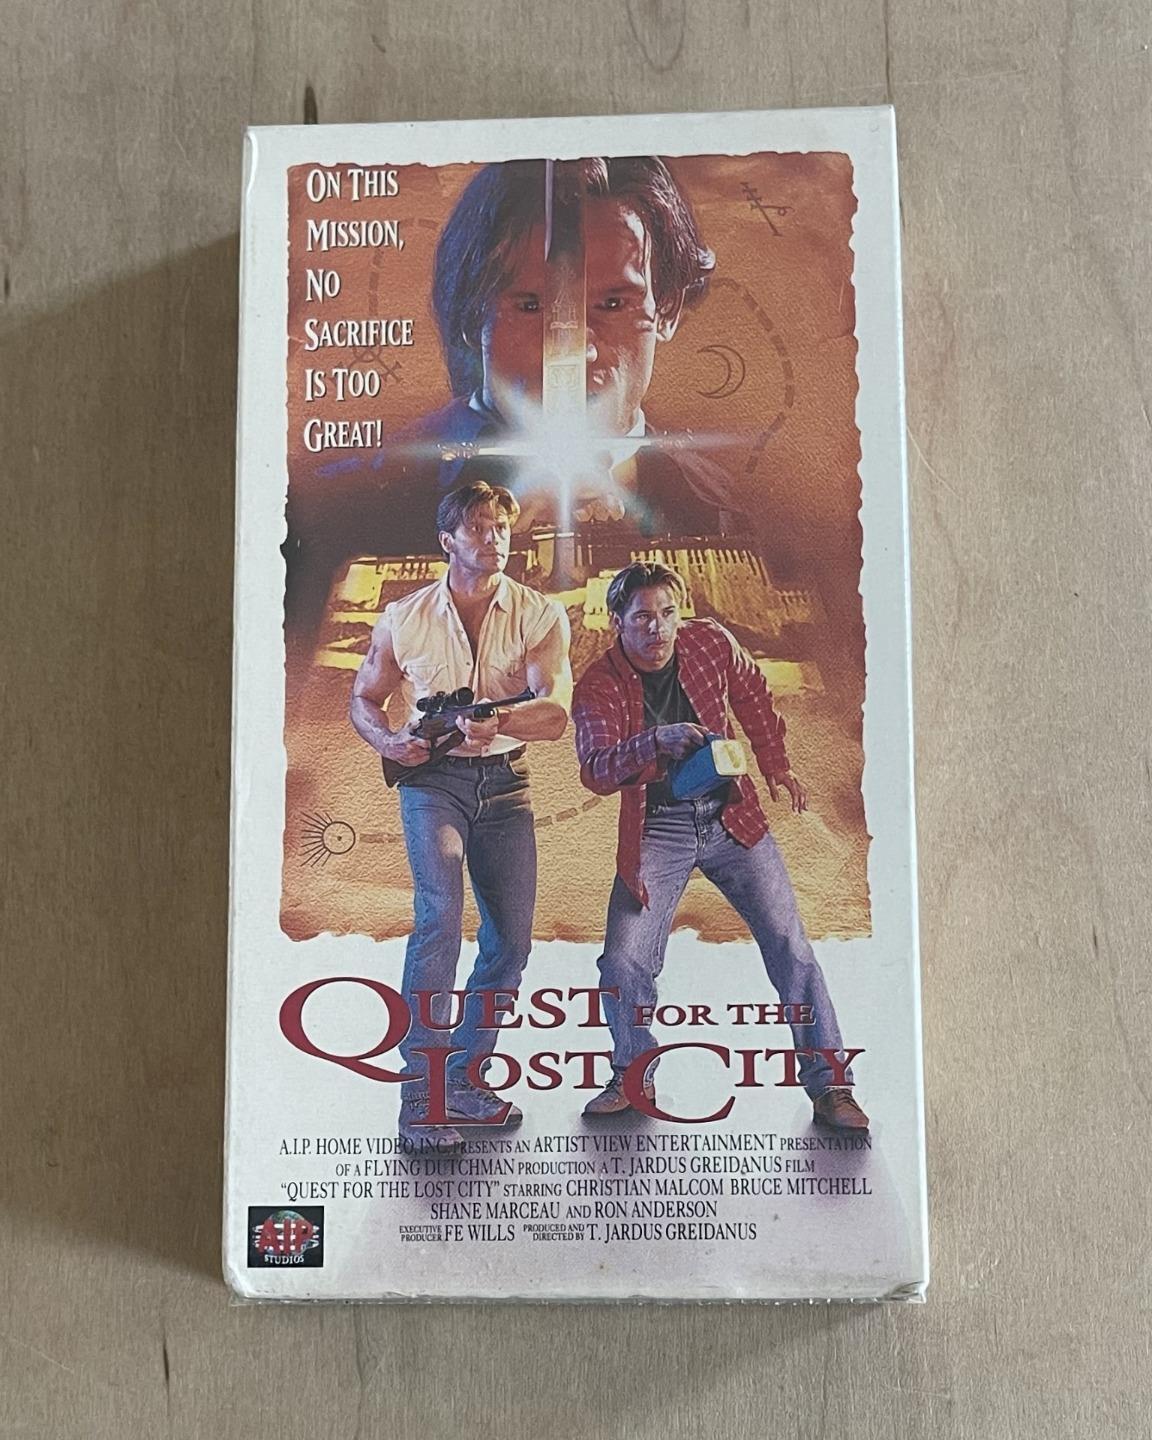 ON THIS
MISSION,
NO
SACRIFICE
IS TOO
GREAT!
QUEST FOR THE
LOST CITY
A.I.P. HOME VIDEO, INC. PRESENTS AN ARTIST VIEW ENTERTAINMENT PRESENTATION
OF A FLYING DUTCHMAN PRODUCTION A T. JARDUS GREIDANUS FILM
"QUEST FOR THE LOST CITY" STARRING CHRISTIAN MALCOM BRUCE MITCHELL
SHANE MARCEAU AND RON ANDERSON
EXECUTIVE PRODUCER FE WILLS PRODUCED AND DIRECTED BY T. JARDUS GREIDANUS
AIP
STUDIOS